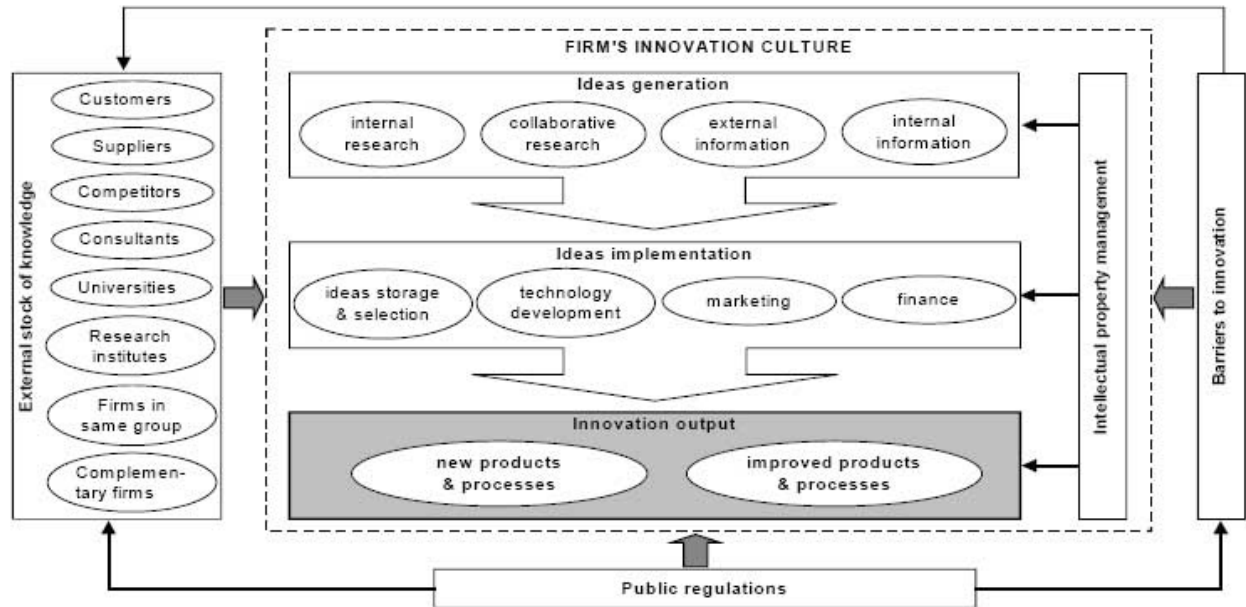 FIRM'S INNOVATION CULTURE
External stock of knowledge
Customers
Suppliers
Competitors
Consultants
Universities
Research
institutes
Firms in
same group
Complemen-
tary firms
Ideas generation
internal
research
collaborative
research
external
information
internal
information
Ideas implementation
ideas storage
& selection
technology
development
marketing
finance
Innovation output
new products
& processes
improved products
& processes
Intellectual property management
Barriers to innovation
Public regulations